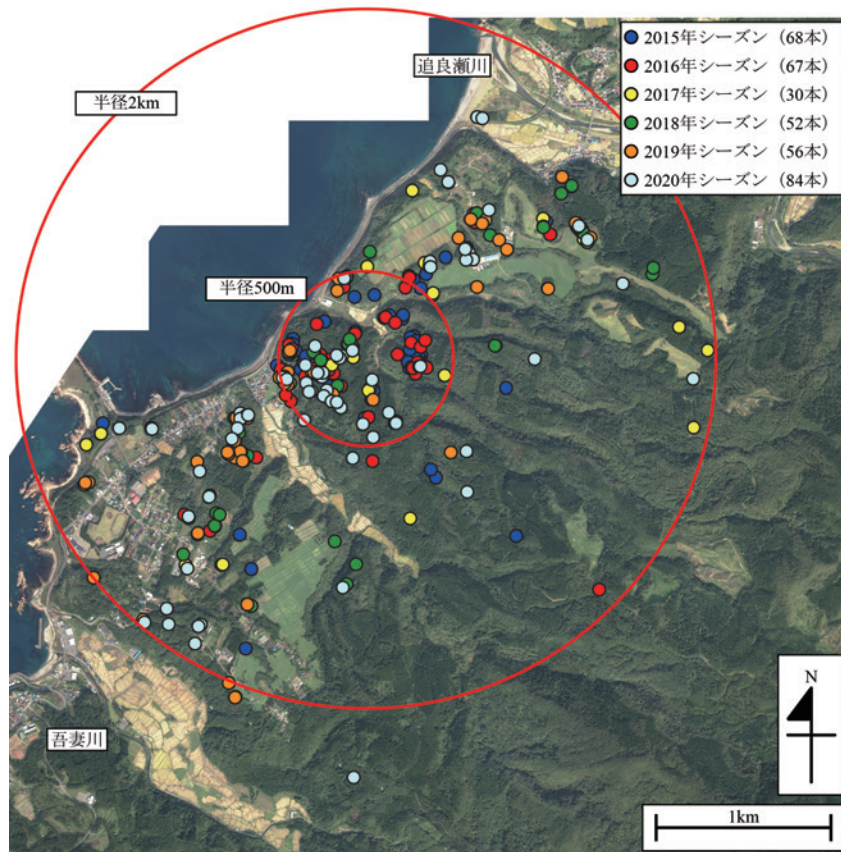 追良瀬川
半径2km
半径500m
吾妻川
2015年シーズン（68本）
2016年シーズン（67本）
2017年シーズン（30本）
2018年シーズン（52本）
2019年シーズン（56本）
2020年シーズン（84本）
N
1km